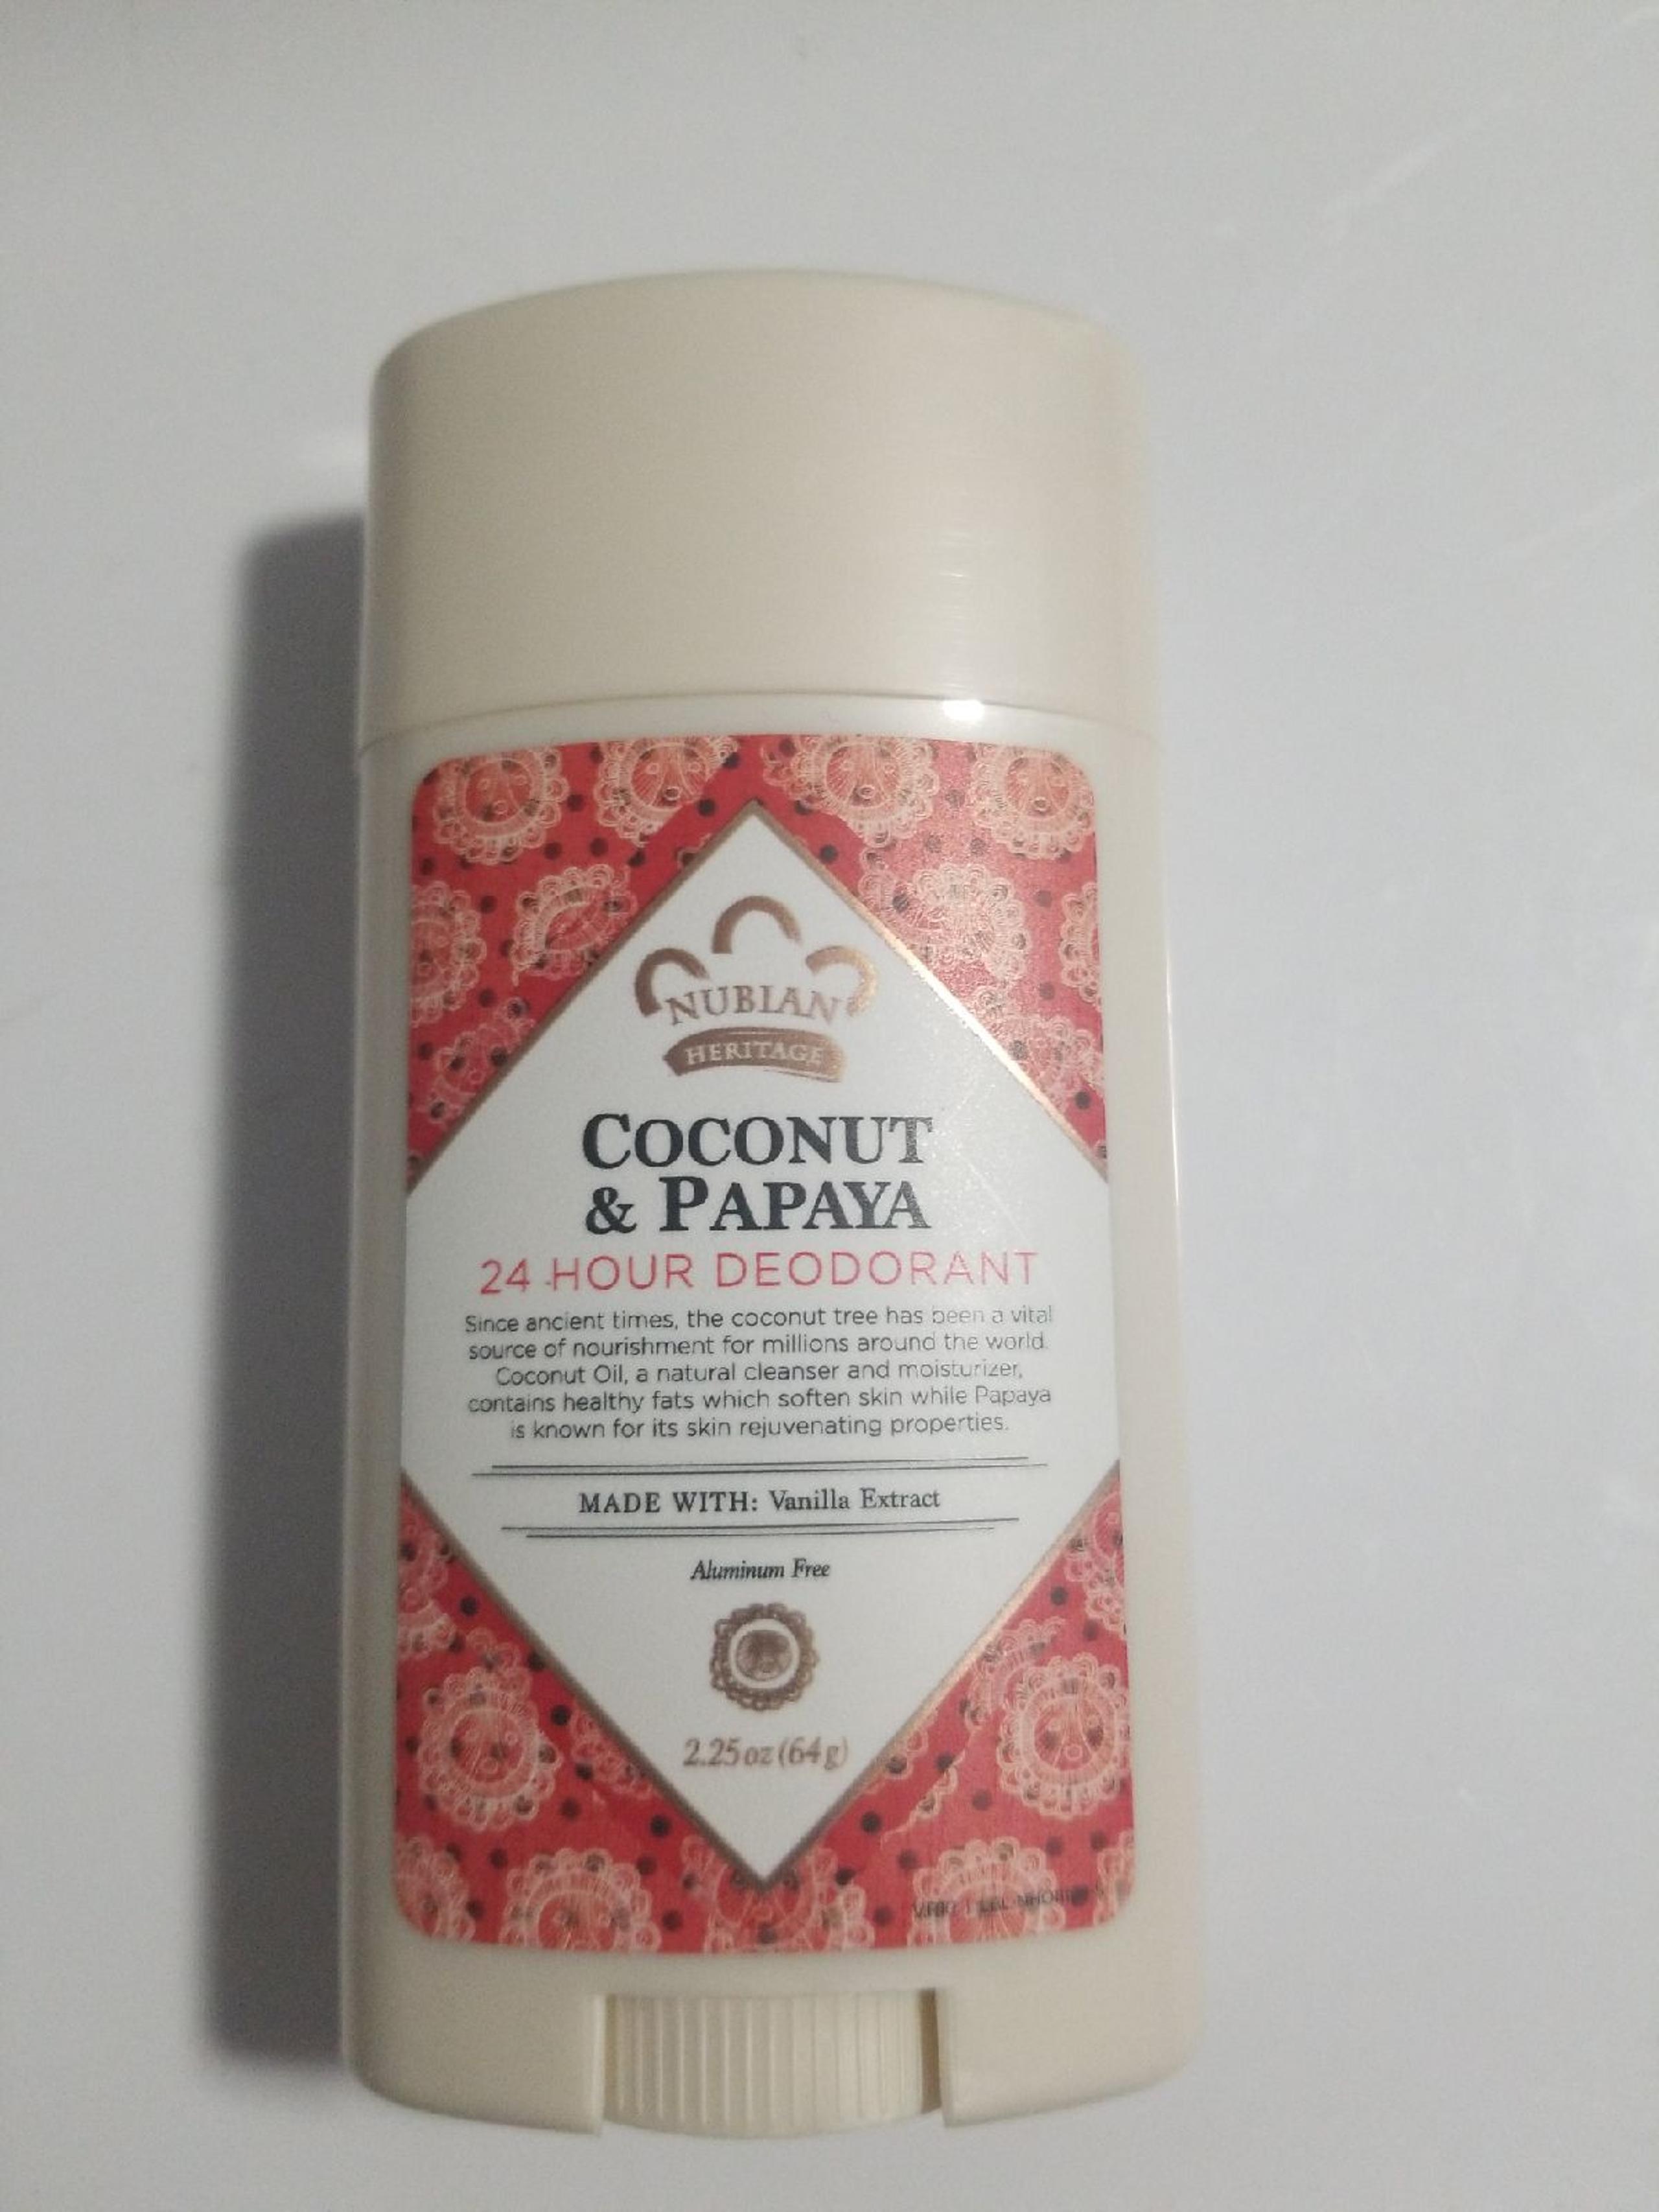 NUBIAN
HERITAGE
COCONUT
& PAPAYA
24 HOUR DEODORANT
Since ancient times, the coconut tree has been a vital
source of nourishment for millions around the world.
Coconut Oil, a natural cleanser and moisturizer,
contains healthy fats which soften skin while Papaya
is known for its skin rejuvenating properties.
MADE WITH: Vanilla Extract
Aluminum Free
2.25 oz (64 g)